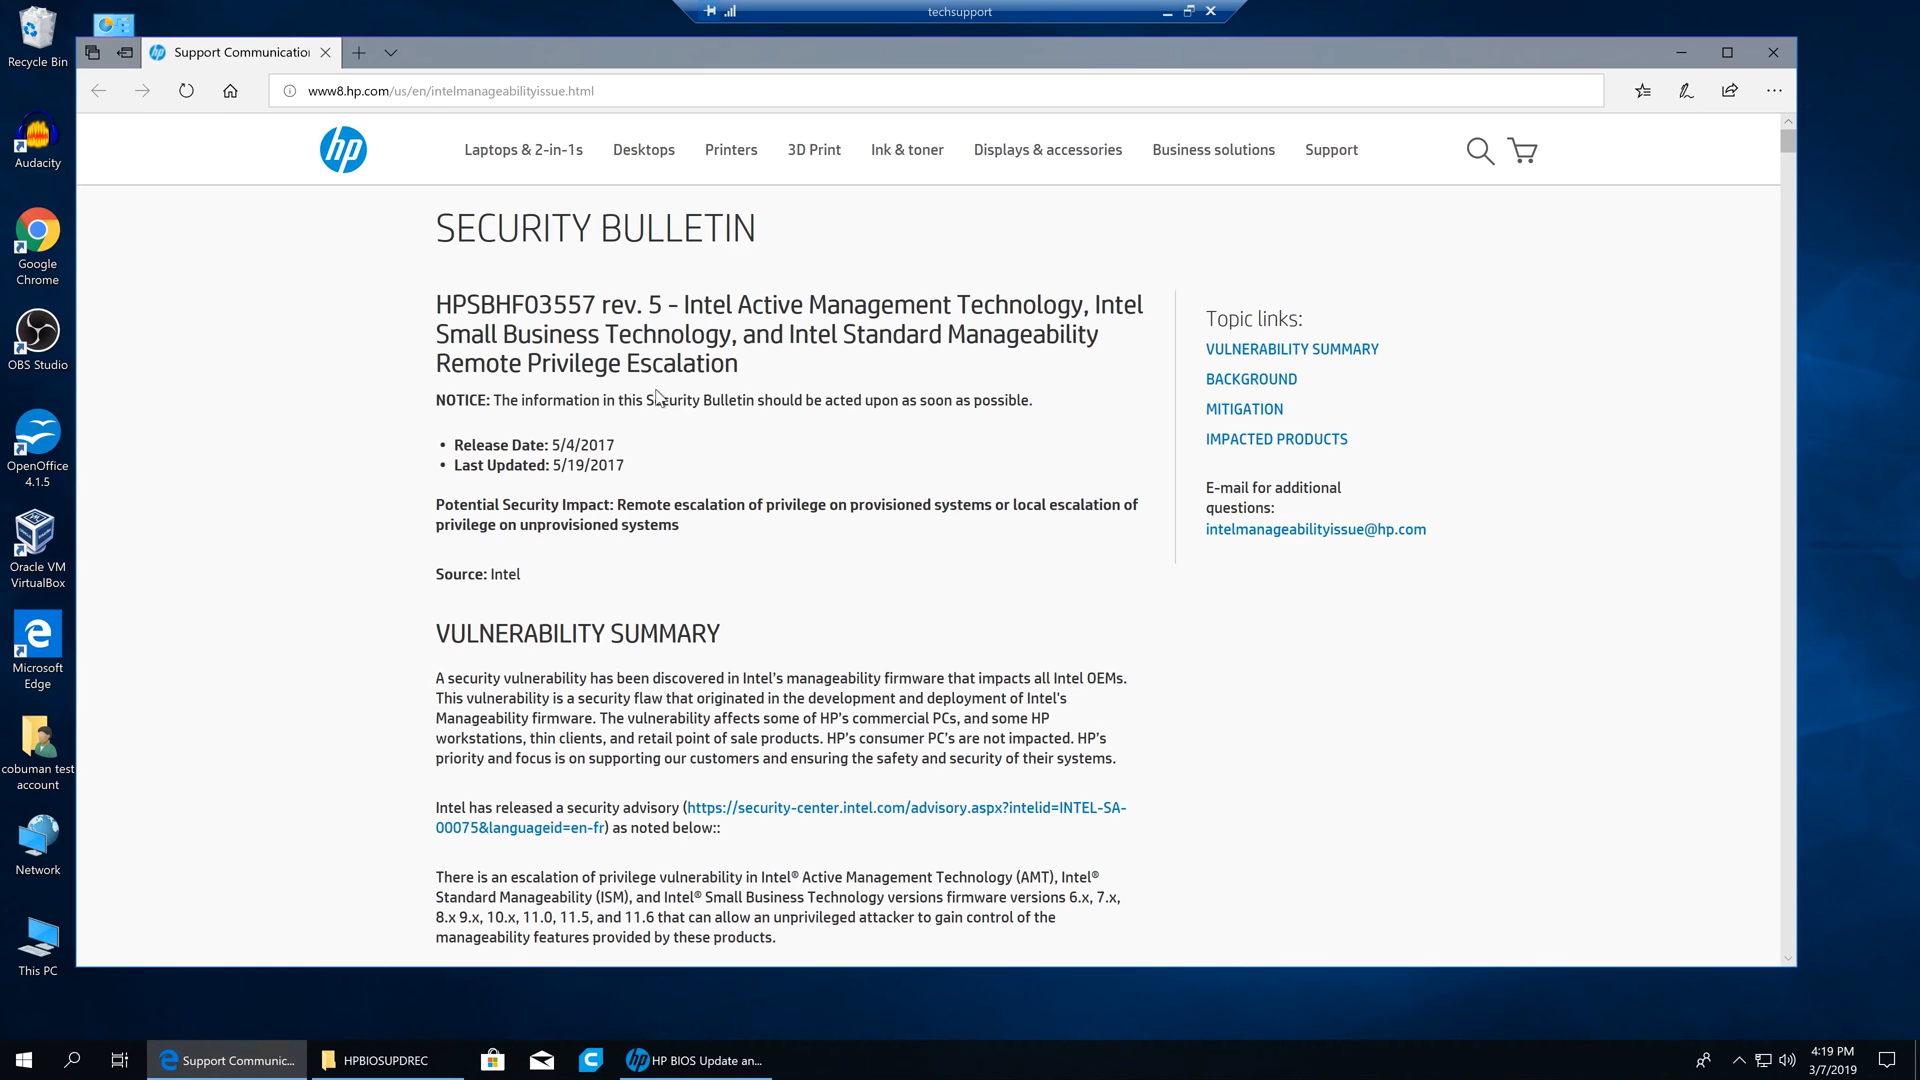 techsupport
Recycle Bin
Support Communication
www8.hp.com/us/en/intelmanageabilityissue.html
hp
Laptops & 2-in-1s
Desktops
Printers
3D Print
Ink & toner
Displays & accessories
Business solutions
Support
Audacity
Google
Chrome
OBS Studio
OpenOffice
4.1.5
Oracle VM
VirtualBox
Microsoft
Edge
cobuman test
account
Network
This PC
SECURITY BULLETIN
HPSBHF03557 rev. 5 - Intel Active Management Technology, Intel
Small Business Technology, and Intel Standard Manageability
Remote Privilege Escalation
NOTICE: The information in this Security Bulletin should be acted upon as soon as possible.
• Release Date: 5/4/2017
• Last Updated: 5/19/2017
Potential Security Impact: Remote escalation of privilege on provisioned systems or local escalation of
privilege on unprovisioned systems
Source: Intel
VULNERABILITY SUMMARY
A security vulnerability has been discovered in Intel's manageability firmware that impacts all Intel OEMs.
This vulnerability is a security flaw that originated in the development and deployment of Intel's
Manageability firmware. The vulnerability affects some of HP's commercial PCs, and some HP
workstations, thin clients, and retail point of sale products. HP's consumer PC's are not impacted. HP's
priority and focus is on supporting our customers and ensuring the safety and security of their systems.
Intel has released a security advisory (https://security-center.intel.com/advisory.aspx?intelid=INTEL-SA-
00075&languageid=en-fr) as noted below::
There is an escalation of privilege vulnerability in Intel® Active Management Technology (AMT), Intel®
Standard Manageability (ISM), and Intel® Small Business Technology versions firmware versions 6.x, 7.x,
8.x 9.x, 10.x, 11.0, 11.5, and 11.6 that can allow an unprivileged attacker to gain control of the
manageability features provided by these products.
Topic links:
VULNERABILITY SUMMARY
BACKGROUND
MITIGATION
IMPACTED PRODUCTS
E-mail for additional
questions:
intelmanageabilityissue@hp.com
Support Communic...
HPBIOSUPDREC
HP BIOS Update an...
4:19 PM
3/7/2019